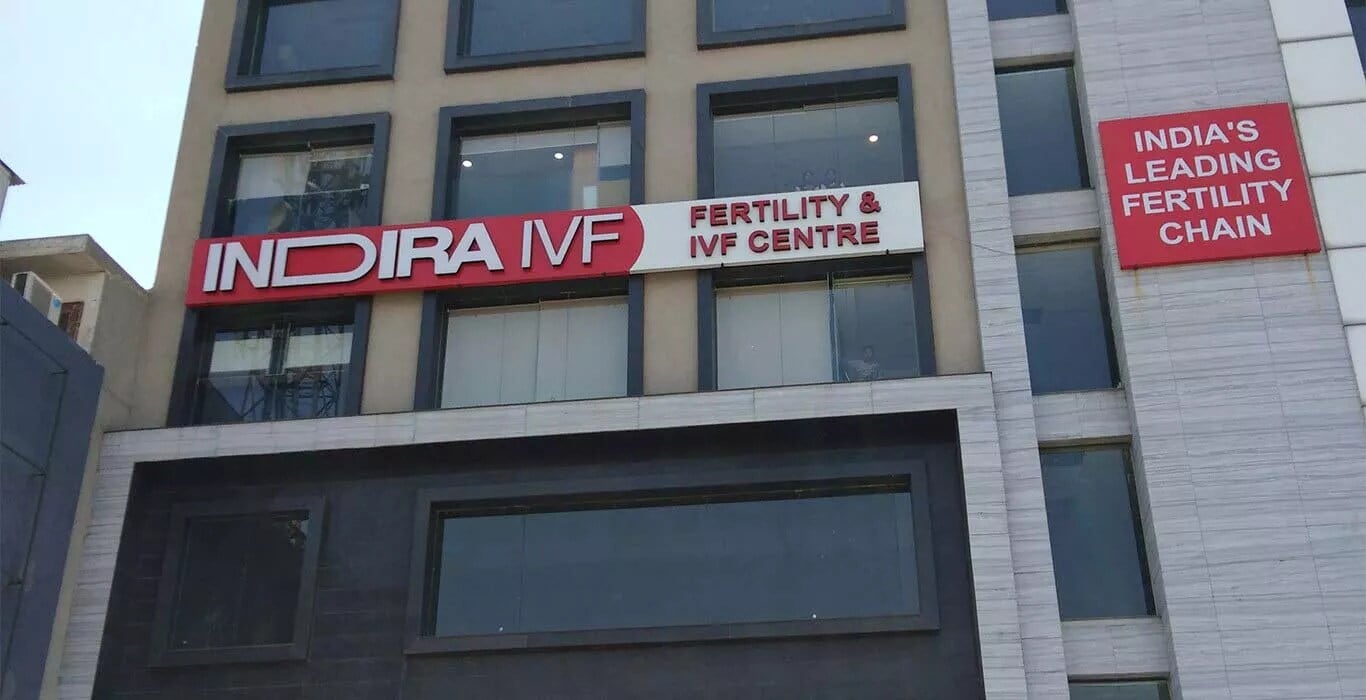 INDIRA IVF
FERTILITY &
IVF CENTRE
INDIA'S
LEADING
FERTILITY
CHAIN